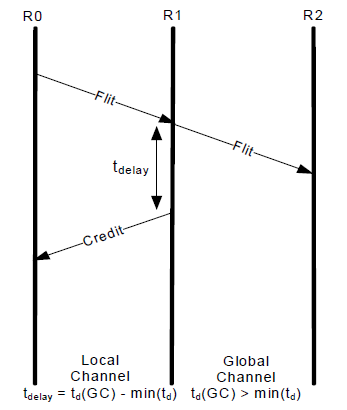 R0 R1 R2
Flit
Flit
tdelay
Credit
Local Global
Channel Channel
tdelay = td(GC) - min(td) td(GC) > min(td)